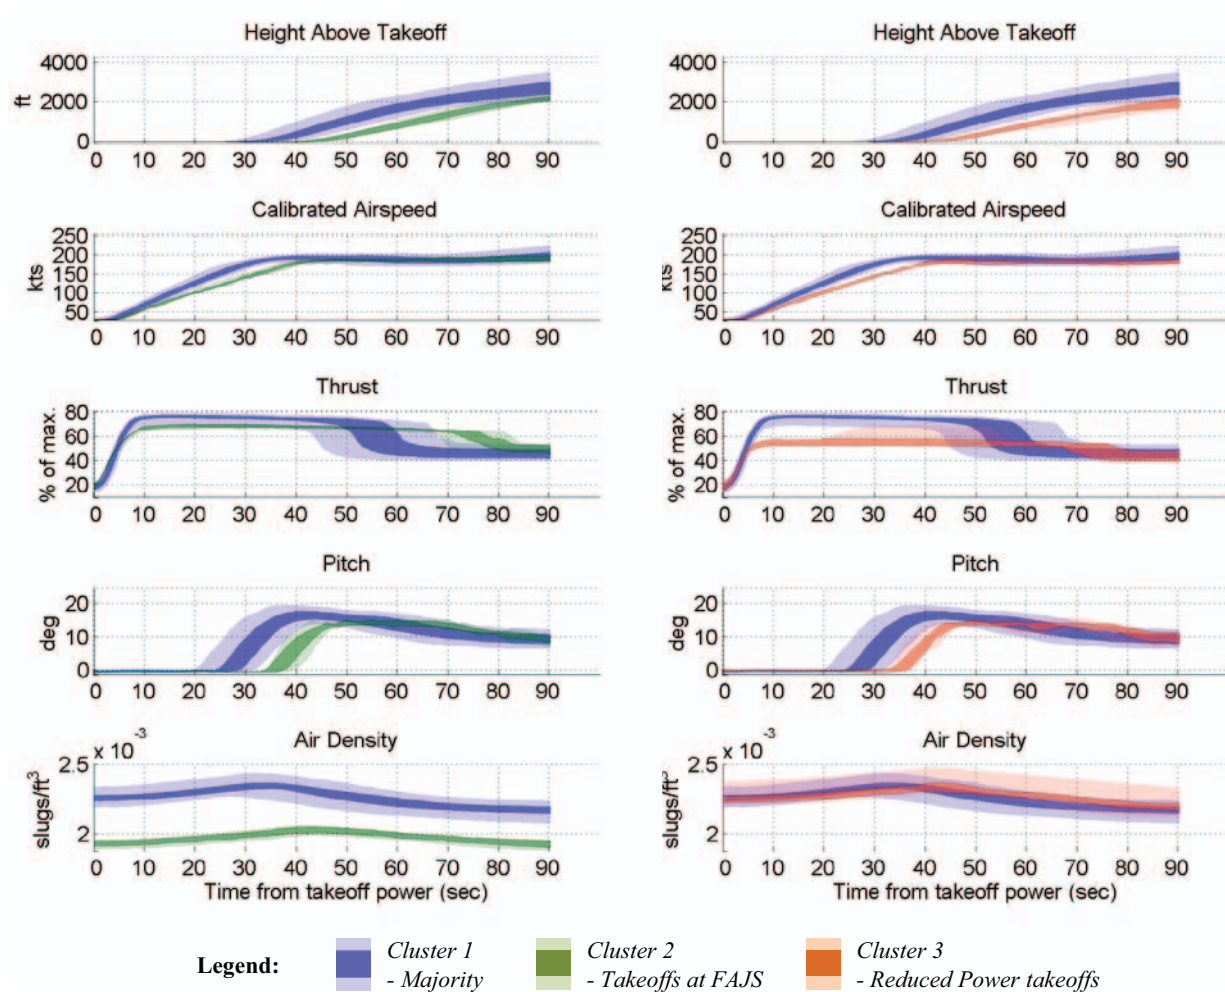 Height Above Takeoff
Height Above Takeoff
ft
4000
2000
0
0 10 20 30 40 50 60 70 80 90
4000
2000
0
0 10 20 30 40 50 60 70 80 90
Calibrated Airspeed
Calibrated Airspeed
kts
250
200
150
100
50
0 10 20 30 40 50 60 70 80 90
kts
250
200
150
100
50
0 10 20 30 40 50 60 70 80 90
Thrust
Thrust
% of max.
80
60
40
20
0 10 20 30 40 50 60 70 80 90
% of max.
80
60
40
20
0 10 20 30 40 50 60 70 80 90
Pitch
Pitch
deg
20
10
0
0 10 20 30 40 50 60 70 80 90
deg
20
10
0
0 10 20 30 40 50 60 70 80 90
Air Density
Air Density
slugs/ft³
x 10⁻³
2.5
2
0 10 20 30 40 50 60 70 80 90
Time from takeoff power (sec)
slugs/ft³
x 10⁻³
2.5
2
0 10 20 30 40 50 60 70 80 90
Time from takeoff power (sec)
Legend:
Cluster 1
- Majority
Cluster 2
- Takeoffs at FAJS
Cluster 3
- Reduced Power takeoffs